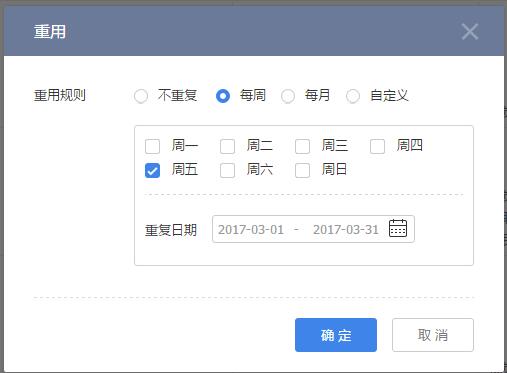 重用
重用规则 不重复 每周 每月 自定义
周一 周二 周三 周四
周五 周六 周日
重复日期 2017-03-01 - 2017-03-31
确定 取消